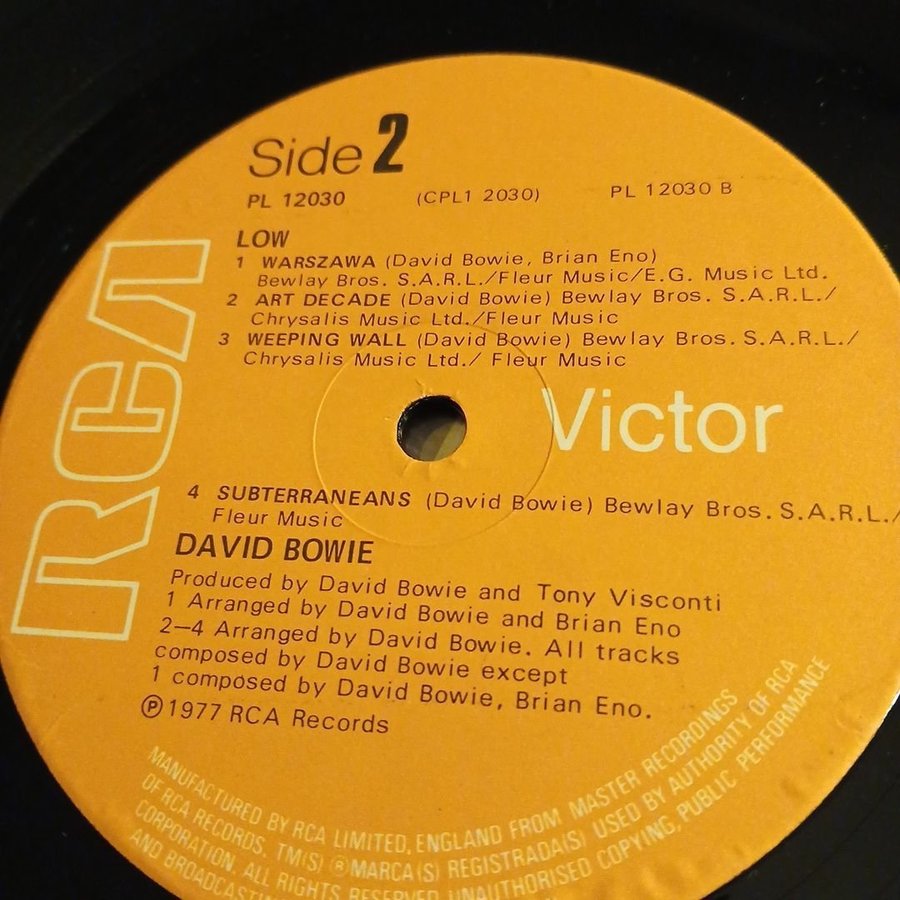 Side 2
PL 12030 (CPL1 2030) PL 12030 B
LOW
1 WARSZAWA (David Bowie, Brian Eno)
Bewlay Bros. S.A.R.L./Fleur Music/E.G. Music Ltd.
2 ART DECADE (David Bowie) Bewlay Bros. S.A.R.L./
Chrysalis Music Ltd./Fleur Music
3 WEEPING WALL (David Bowie) Bewlay Bros. S.A.R.L./
Chrysalis Music Ltd./ Fleur Music
RCA
Victor
4 SUBTERRANEANS (David Bowie) Bewlay Bros. S.A.R.L./
Fleur Music
DAVID BOWIE
Produced by David Bowie and Tony Visconti
1 Arranged by David Bowie and Brian Eno
2–4 Arranged by David Bowie. All tracks
composed by David Bowie except
1 composed by David Bowie, Brian Eno.
℗1977 RCA Records
MANUFACTURED BY RCA LIMITED, ENGLAND FROM MASTER RECORDINGS
OF RCA RECORDS. TM(S) ® MARCA(S) REGISTRADA(S) USED BY AUTHORITY OF RCA
CORPORATION. ALL RIGHTS RESERVED. UNAUTHORISED COPYING, PUBLIC PERFORMANCE
AND BROADCASTIN